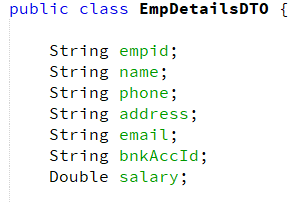 public class EmpDetailsDTO {
String empid;
String name;
String phone;
String address;
String email;
String bnkAccId;
Double salary;